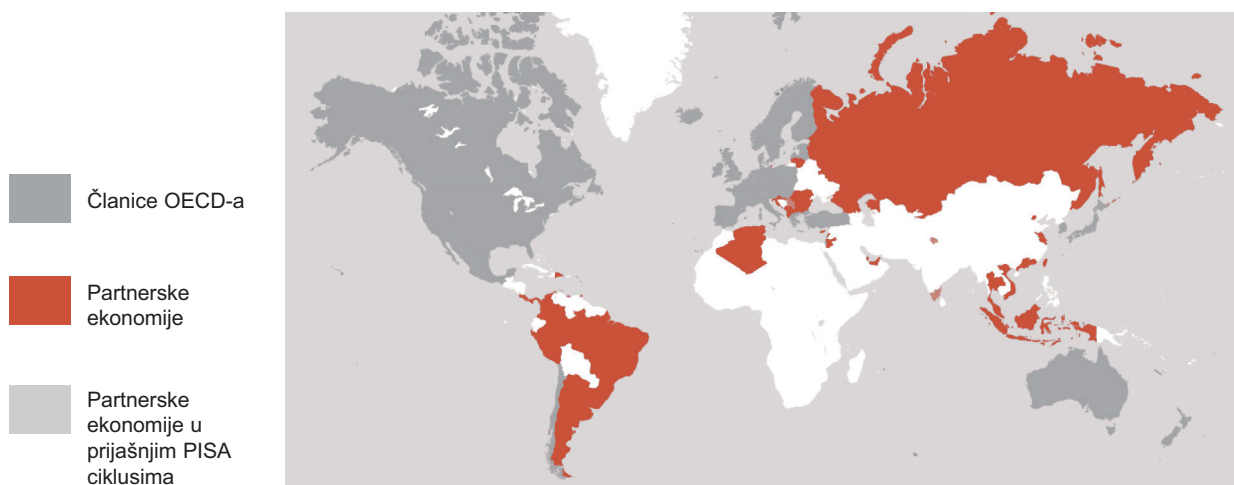 Članice OECD-a
Partnerske
ekonomije
Partnerske
ekonomije u
prijašnjim PISA
ciklusima